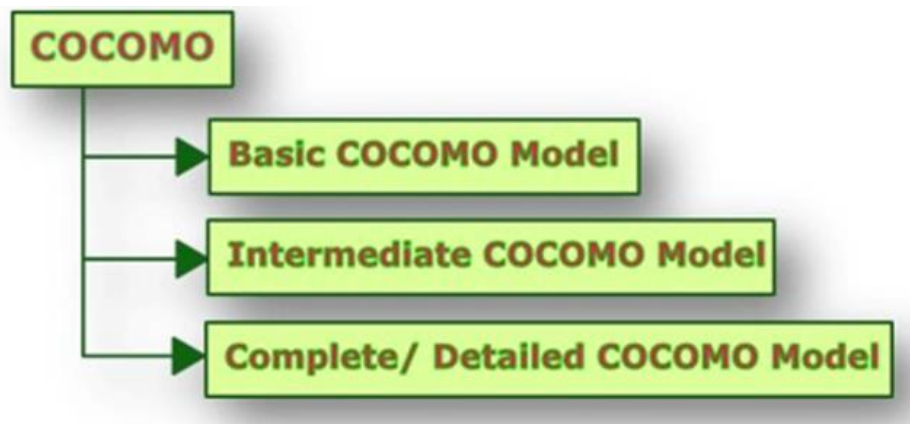 COCOMO
Basic COCOMO Model
Intermediate COCOMO Model
Complete/ Detailed COCOMO Model